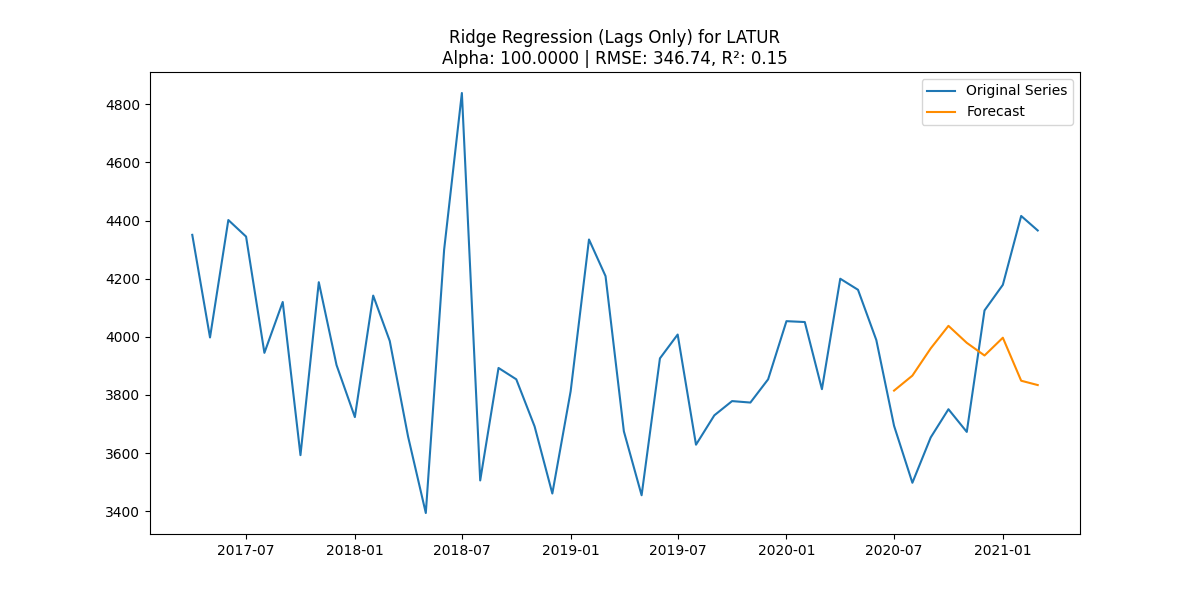 Ridge Regression (Lags Only) for LATUR
Alpha: 100.0000 | RMSE: 346.74, R²: 0.15
Original Series
Forecast
4800
4600
4400
4200
4000
3800
3600
3400
2017-07 2018-01 2018-07 2019-01 2019-07 2020-01 2020-07 2021-01